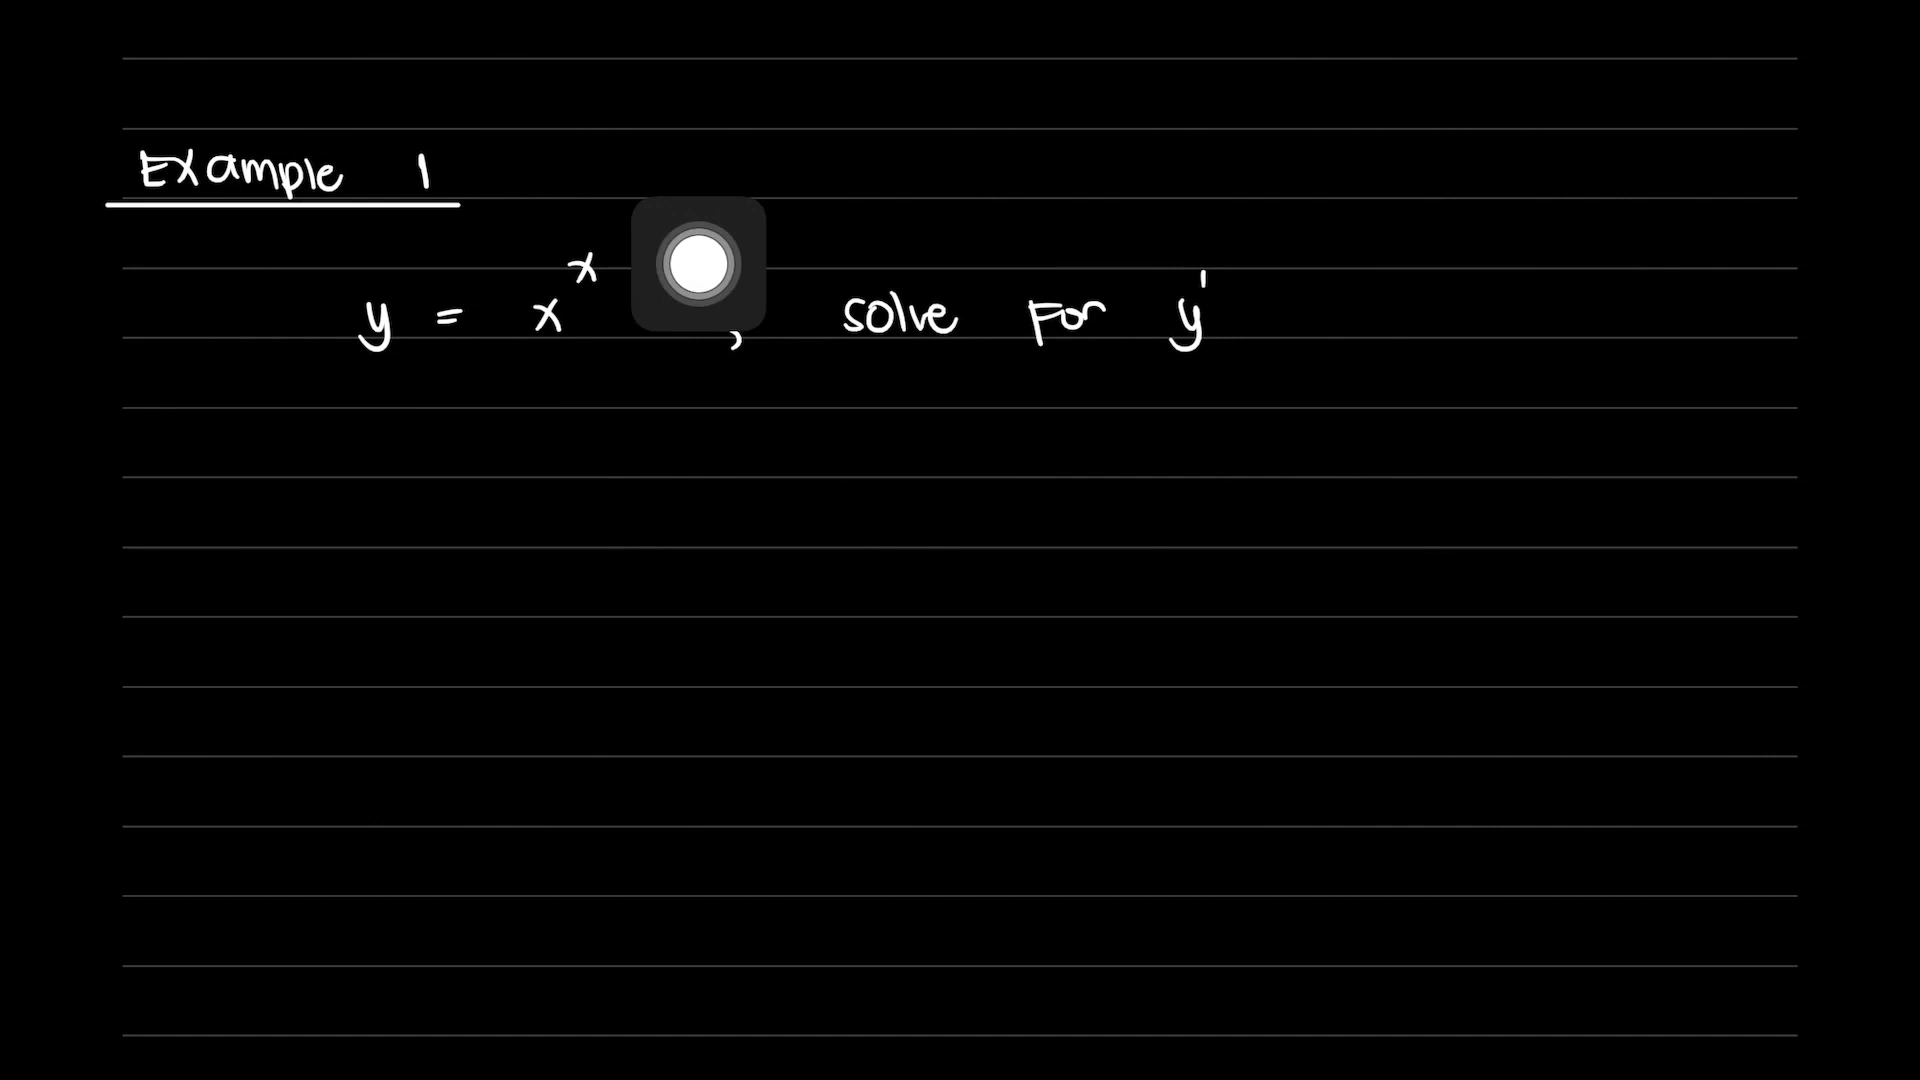 Example 1
y = x^x , solve for y'